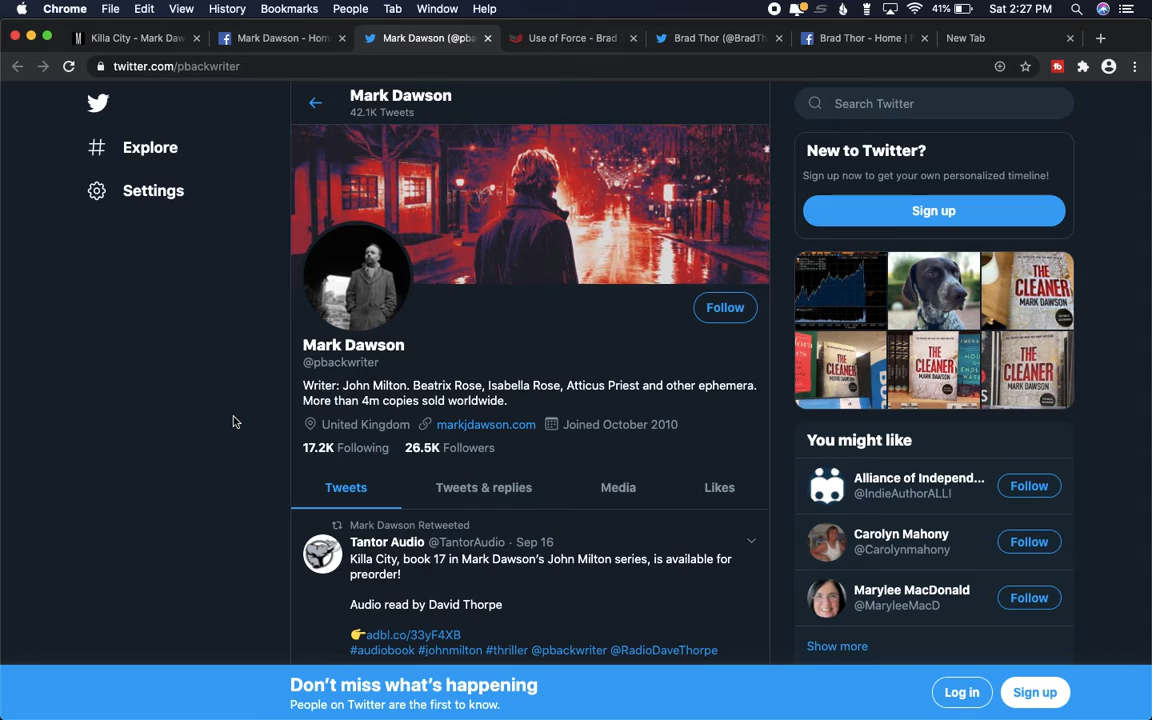 Chrome File Edit View History Bookmarks People Tab Window Help 41% Sat 2:27 PM
Killa City - Mark Daw Mark Dawson - Hom Mark Dawson (@pba Use of Force - Brad Brad Thor (@BradTh Brad Thor - Home | F New Tab
twitter.com/pbackwriter
Explore
Settings
Mark Dawson
42.1K Tweets
Follow
Mark Dawson
@pbackwriter
Writer: John Milton. Beatrix Rose, Isabella Rose, Atticus Priest and other ephemera.
More than 4m copies sold worldwide.
United Kingdom markjdawson.com Joined October 2010
17.2K Following 26.5K Followers
Tweets Tweets & replies Media Likes
Mark Dawson Retweeted
Tantor Audio @TantorAudio · Sep 16
Killa City, book 17 in Mark Dawson's John Milton series, is available for
preorder!
Audio read by David Thorpe
👉adbl.co/33yF4XB
#audiobook #johnmilton #thriller @pbackwriter @RadioDaveThorpe
Search Twitter
New to Twitter?
Sign up now to get your own personalized timeline!
Sign up
THE
CLEANER
MARK DAWSON
THE
CLEANER
MARK DAWSON
THE
CLEANER
MARK DAWSON
THE
CLEANER
MARK DAWSON
You might like
Alliance of Independ...
@IndieAuthorALLI
Follow
Carolyn Mahony
@Carolynmahony
Follow
Marylee MacDonald
@MaryleeMacD
Follow
Show more
Don't miss what's happening
People on Twitter are the first to know.
Log in Sign up